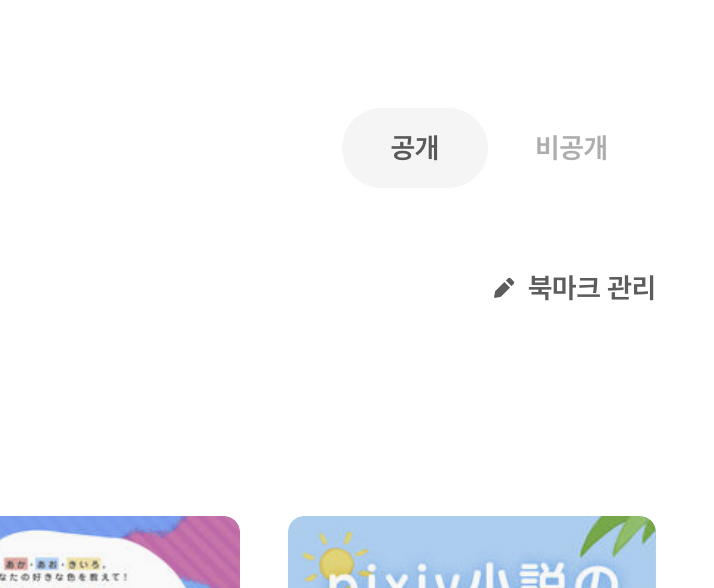 공개 비공개
북마크 관리
あか・あお・きいろ。
なたの好きな色を教えて!
pixiv小説の